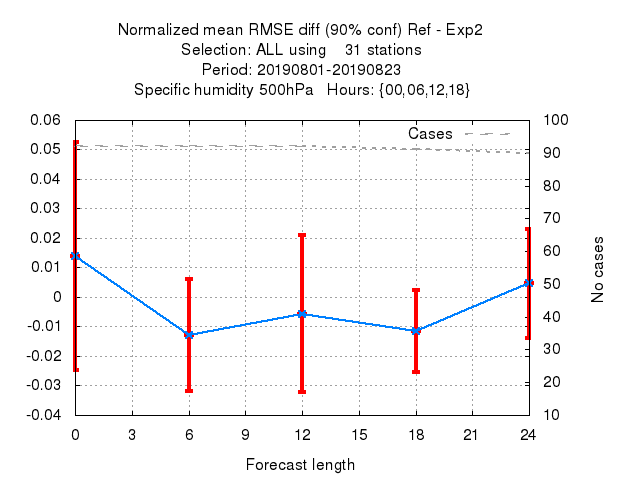 Normalized mean RMSE diff (90% conf) Ref - Exp2
Selection: ALL using    31 stations
Period: 20190801-20190823
Specific humidity 500hPa   Hours: {00,06,12,18}
Cases
0.06
0.05
0.04
0.03
0.02
0.01
0
-0.01
-0.02
-0.03
-0.04
100
90
80
70
60
50
40
30
20
10
No cases
0 3 6 9 12 15 18 21 24
Forecast length